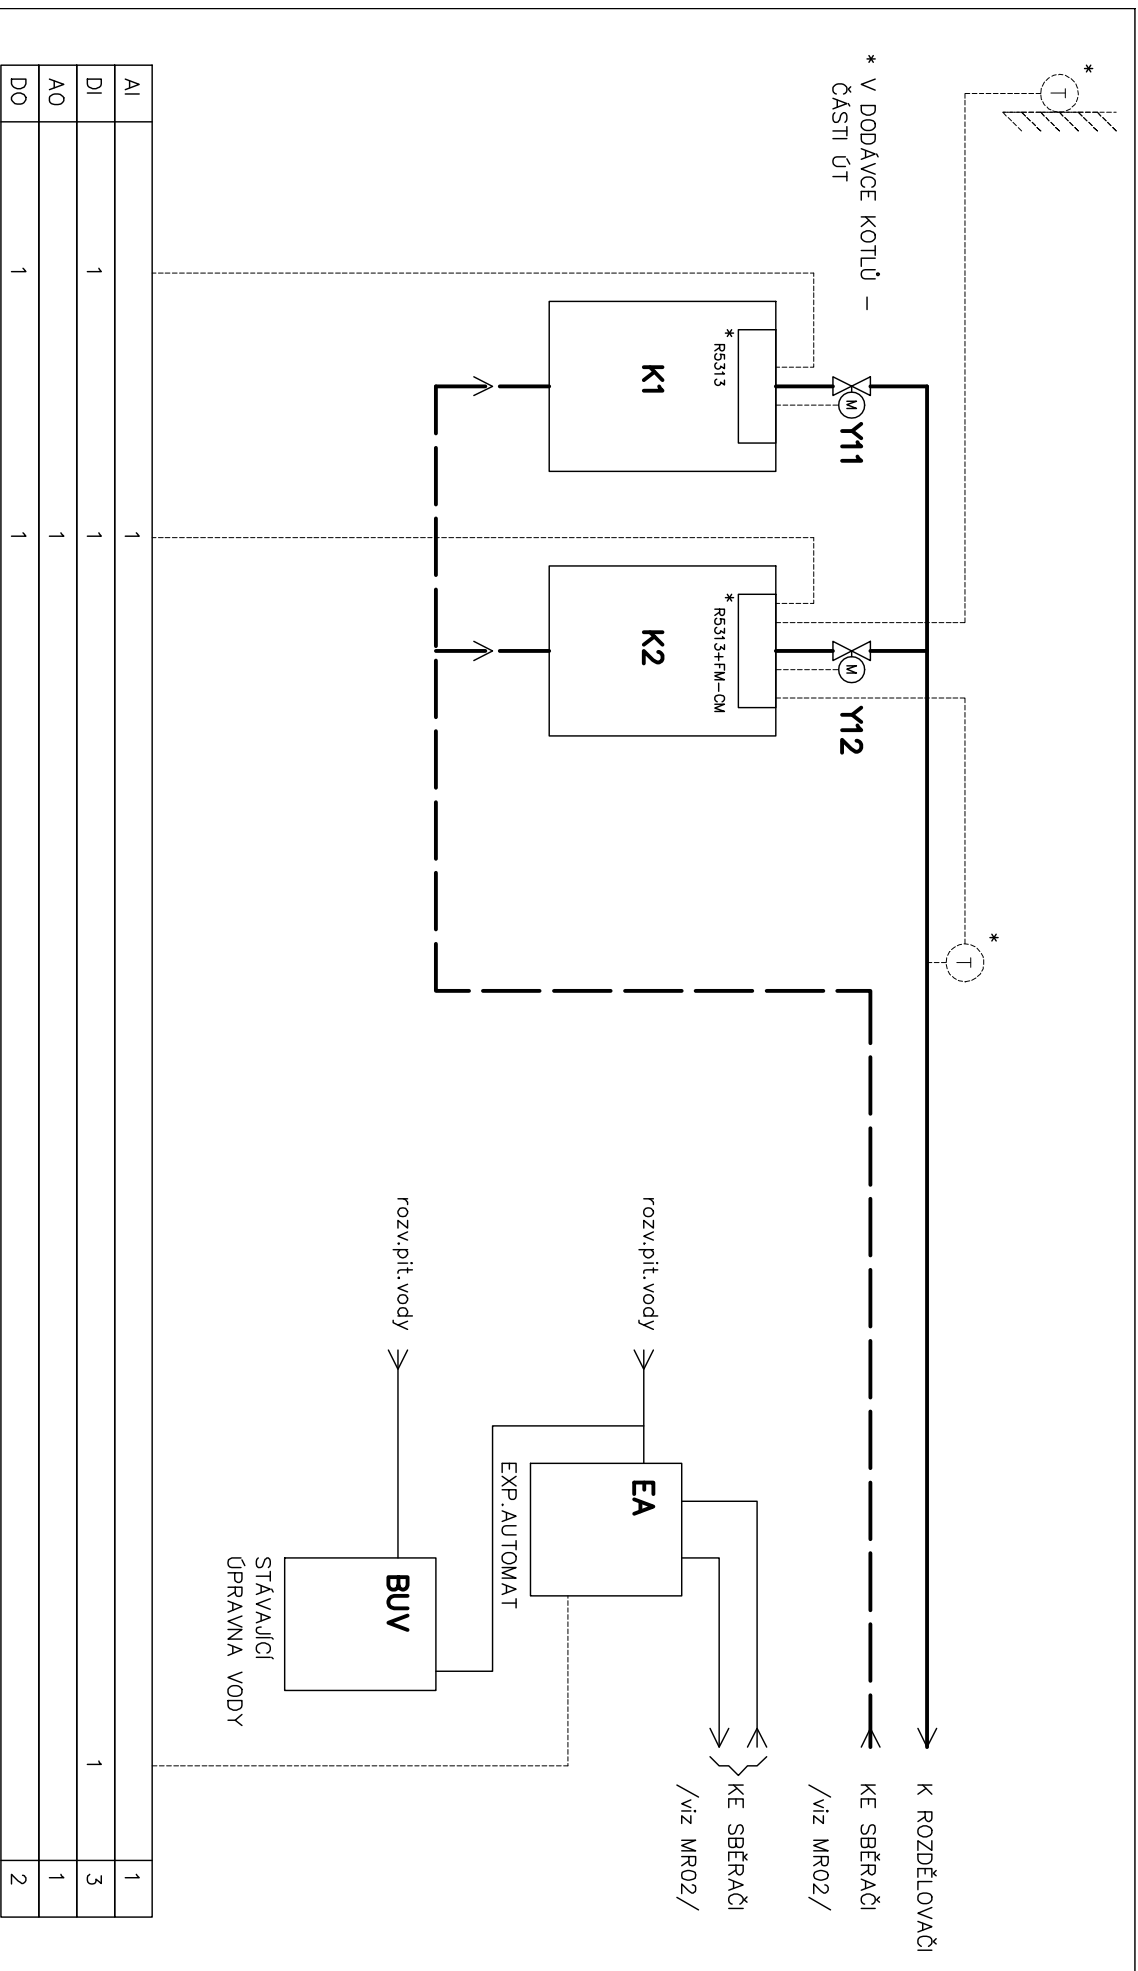 *
T
* V DODÁVCE KOTLŮ –
ČÁSTI ÚT
*
T
K ROZDĚLOVAČI
KE SBĚRAČI
/viz MR02/
KE SBĚRAČI
/viz MR02/
M
Y11
M
Y12
*
R5313
K1
*
R5313+FM-CM
K2
rozv.pit.vody
EA
EXP.AUTOMAT
rozv.pit.vody
BUV
STÁVAJÍCÍ
ÚPRAVNA VODY
AI 1 1
DI 1 1 1 3
AO 1 1
DO 1 1 2